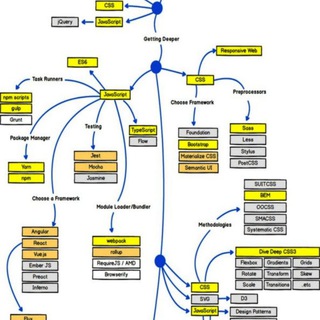 CSS
jQuery
JavaScript
Getting Deeper
ES6
Responsive Web
Task Runners
CSS
npm scripts
gulp
Grunt
JavaScript
Choose Framework
Preprocessors
Package Manager
Testing
TypeScript
Flow
Foundation
Bootstrap
Materialize CSS
Semantic UI
Sass
Less
Stylus
PostCSS
Yarn
npm
Jest
Mocha
Jasmine
Choose a Framework
Module Loader/Bundler
SUITCSS
BEM
OOCSS
SMACSS
Systematic CSS
Methodologies
Angular
React
Vue.js
Ember JS
Preact
Inferno
webpack
rollup
RequireJS / AMD
Browserify
Dive Deep CSS3
Flexbox Gradients Grids
Rotate Transform Skew
Scale Transitions ..etc
CSS
SVG
D3
JavaScript
Design Patterns
Flux